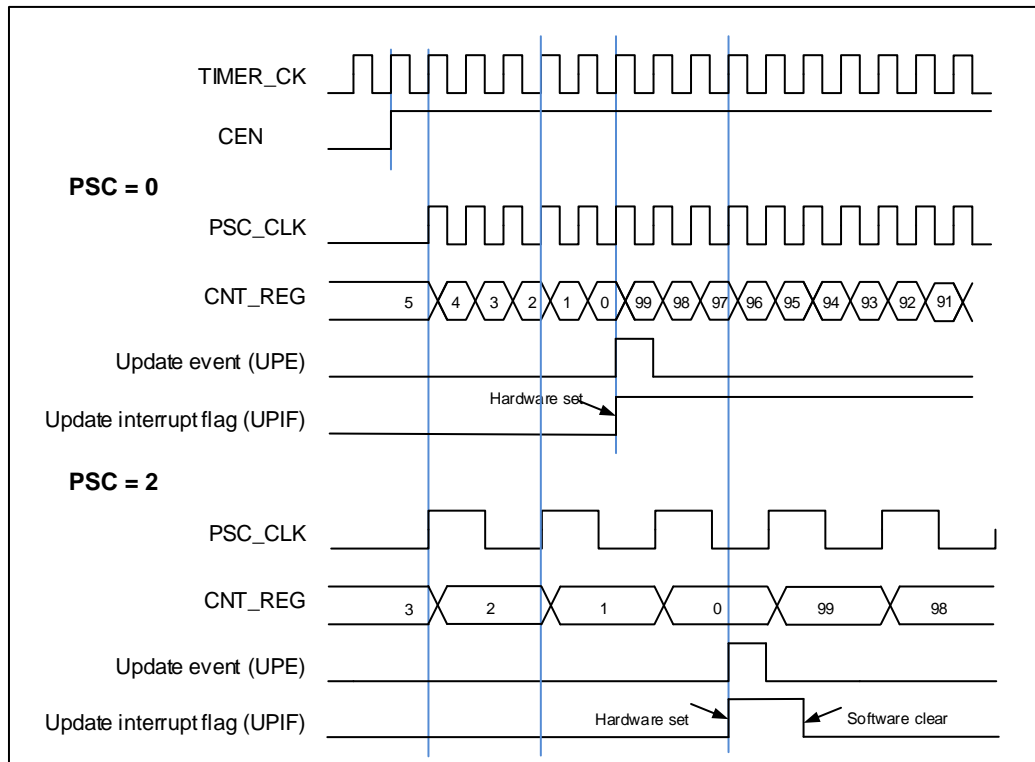 TIMER_CK
CEN
PSC = 0
PSC_CLK
CNT_REG 5 4 3 2 1 0 99 98 97 96 95 94 93 92 91
Update event (UPE)
Hardware set
Update interrupt flag (UPIF)
PSC = 2
PSC_CLK
CNT_REG 3 2 1 0 99 98
Update event (UPE)
Update interrupt flag (UPIF) Hardware set Software clear